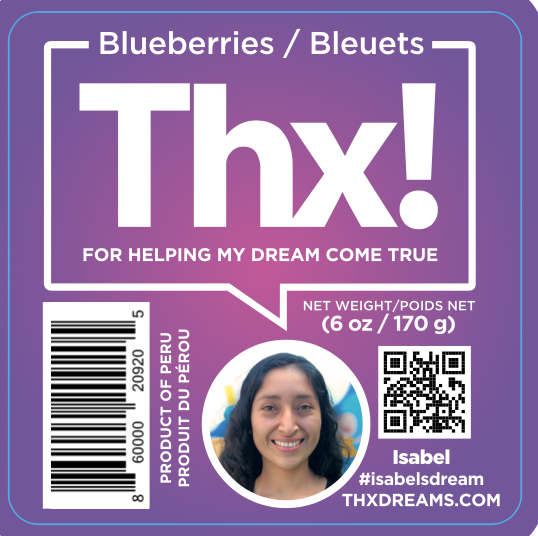 Blueberries / Bleuets
Thx!
FOR HELPING MY DREAM COME TRUE
NET WEIGHT/POIDS NET
(6 oz / 170 g)
8 60000 20920 5
PRODUCT OF PERU
PRODUIT DU PÉROU
Isabel
#isabelsdream
THXDREAMS.COM